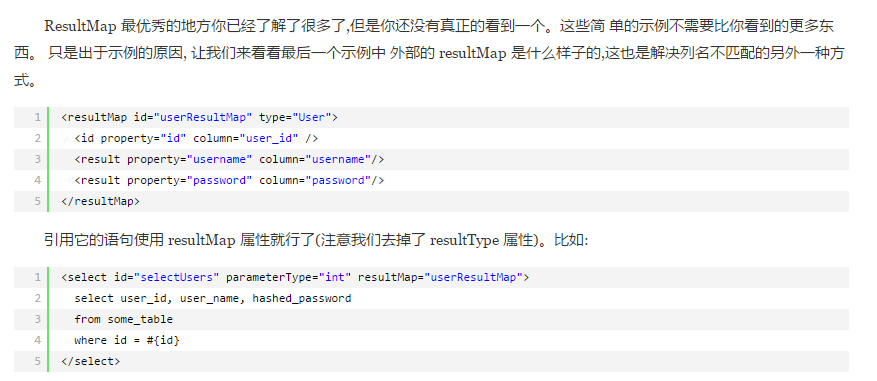 ResultMap 最优秀的地方你已经了解了很多了,但是你还没有真正的看到一个。这些简 单的示例不需要比你看到的更多东
西。 只是出于示例的原因, 让我们来看看最后一个示例中 外部的 resultMap 是什么样子的,这也是解决列名不匹配的另外一种方
式。
1 <resultMap id="userResultMap" type="User">
2 <id property="id" column="user_id" />
3 <result property="username" column="username"/>
4 <result property="password" column="password"/>
5 </resultMap>
引用它的语句使用 resultMap 属性就行了(注意我们去掉了 resultType 属性)。比如:
1 <select id="selectUsers" parameterType="int" resultMap="userResultMap">
2 select user_id, user_name, hashed_password
3 from some_table
4 where id = #{id}
5 </select>